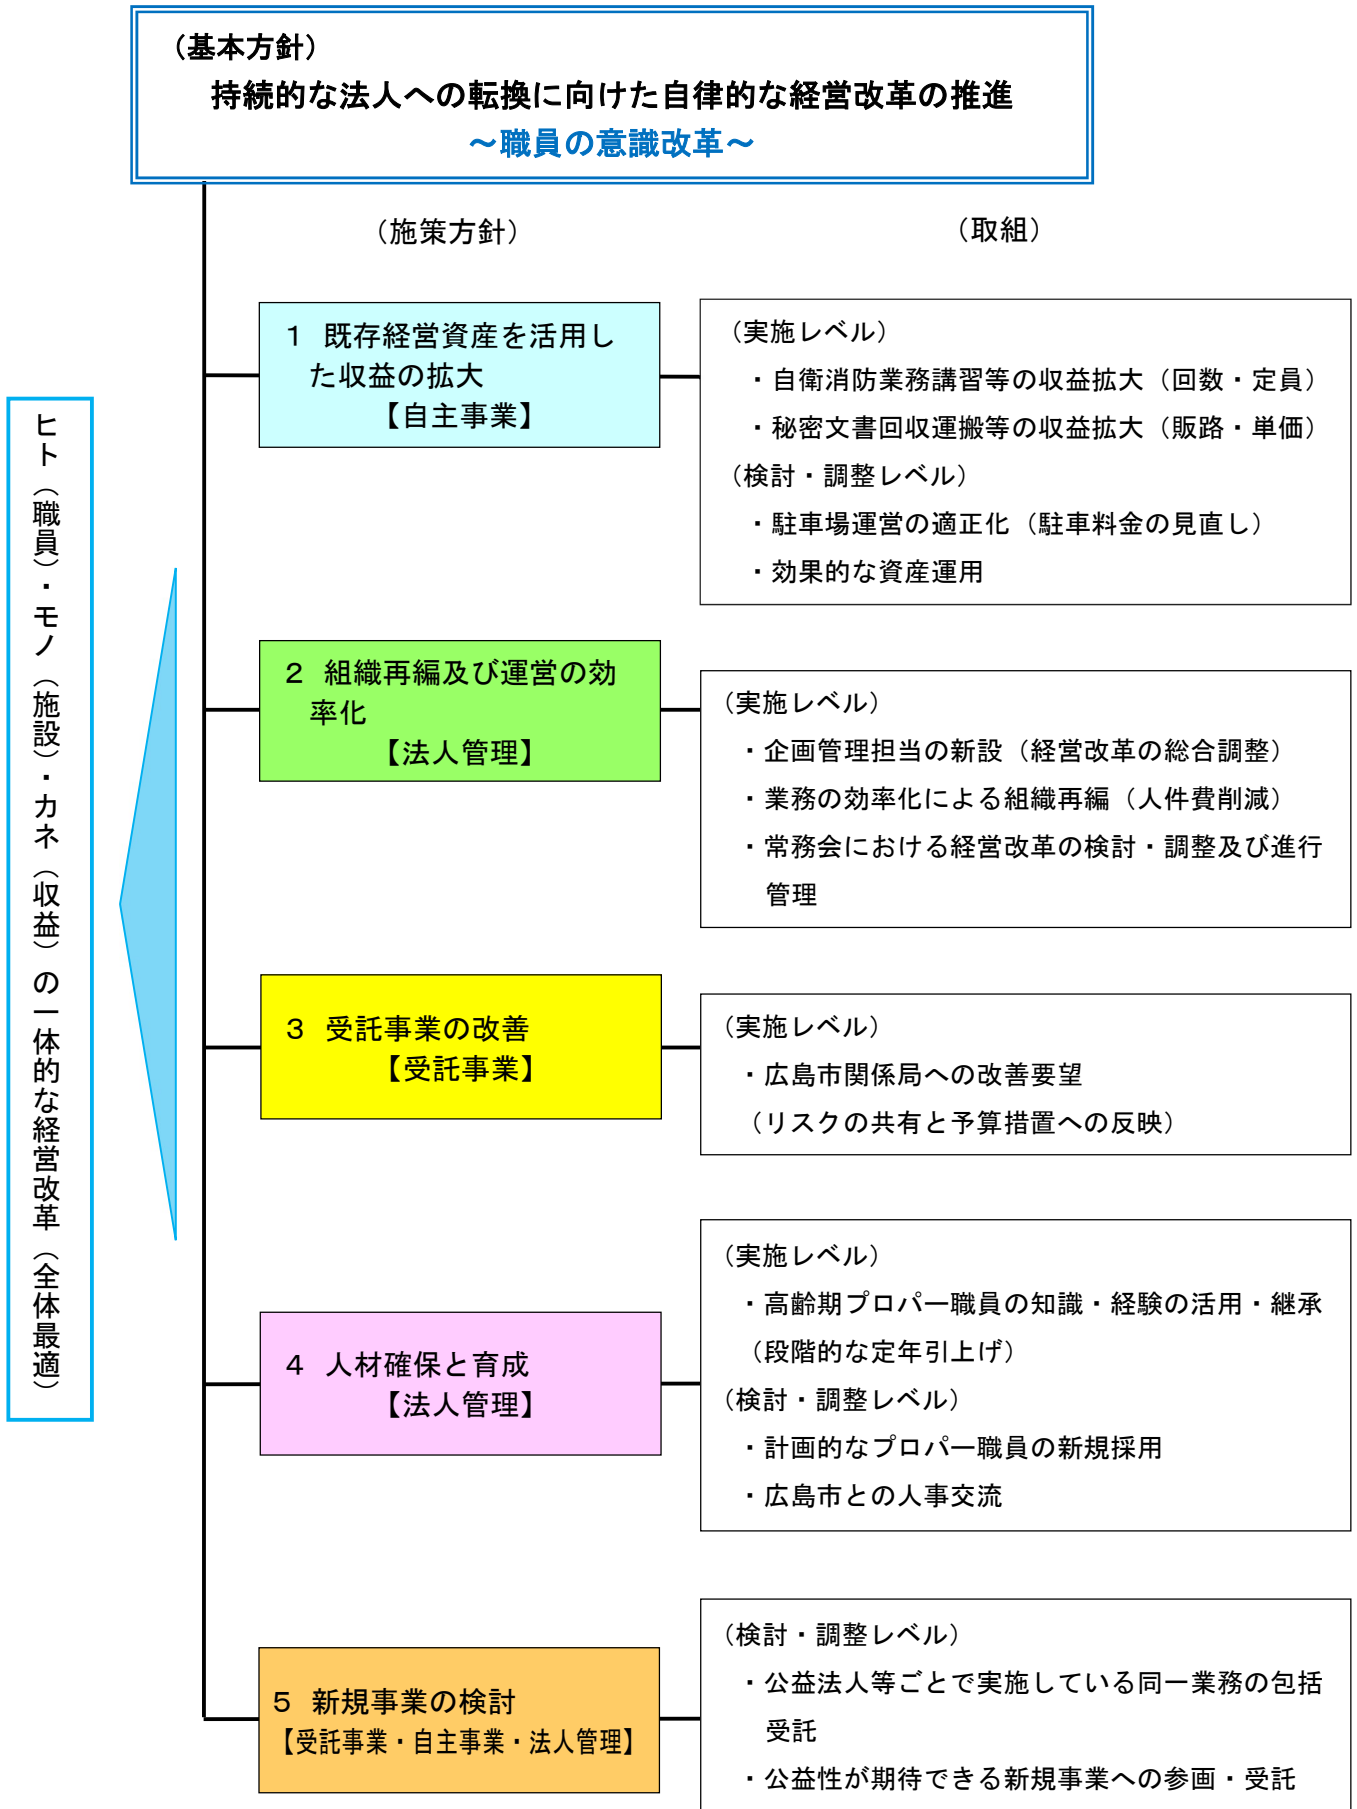 （基本方針）
持続的な法人への転換に向けた自律的な経営改革の推進
～職員の意識改革～
（施策方針）
（取組）
１　既存経営資産を活用し
た収益の拡大
【自主事業】
（実施レベル）
・自衛消防業務講習等の収益拡大（回数・定員）
・秘密文書回収運搬等の収益拡大（販路・単価）
（検討・調整レベル）
・駐車場運営の適正化（駐車料金の見直し）
・効果的な資産運用
ヒト（職員）・モノ（施設）・カネ（収益）の一体的な経営改革（全体最適）
２　組織再編及び運営の効
率化
【法人管理】
（実施レベル）
・企画管理担当の新設（経営改革の総合調整）
・業務の効率化による組織再編（人件費削減）
・常務会における経営改革の検討・調整及び進行
管理
３　受託事業の改善
【受託事業】
（実施レベル）
・広島市関係局への改善要望
（リスクの共有と予算措置への反映）
４　人材確保と育成
【法人管理】
（実施レベル）
・高齢期プロパー職員の知識・経験の活用・継承
（段階的な定年引上げ）
（検討・調整レベル）
・計画的なプロパー職員の新規採用
・広島市との人事交流
５　新規事業の検討
【受託事業・自主事業・法人管理】
（検討・調整レベル）
・公益法人等ごとで実施している同一業務の包括
受託
・公益性が期待できる新規事業への参画・受託